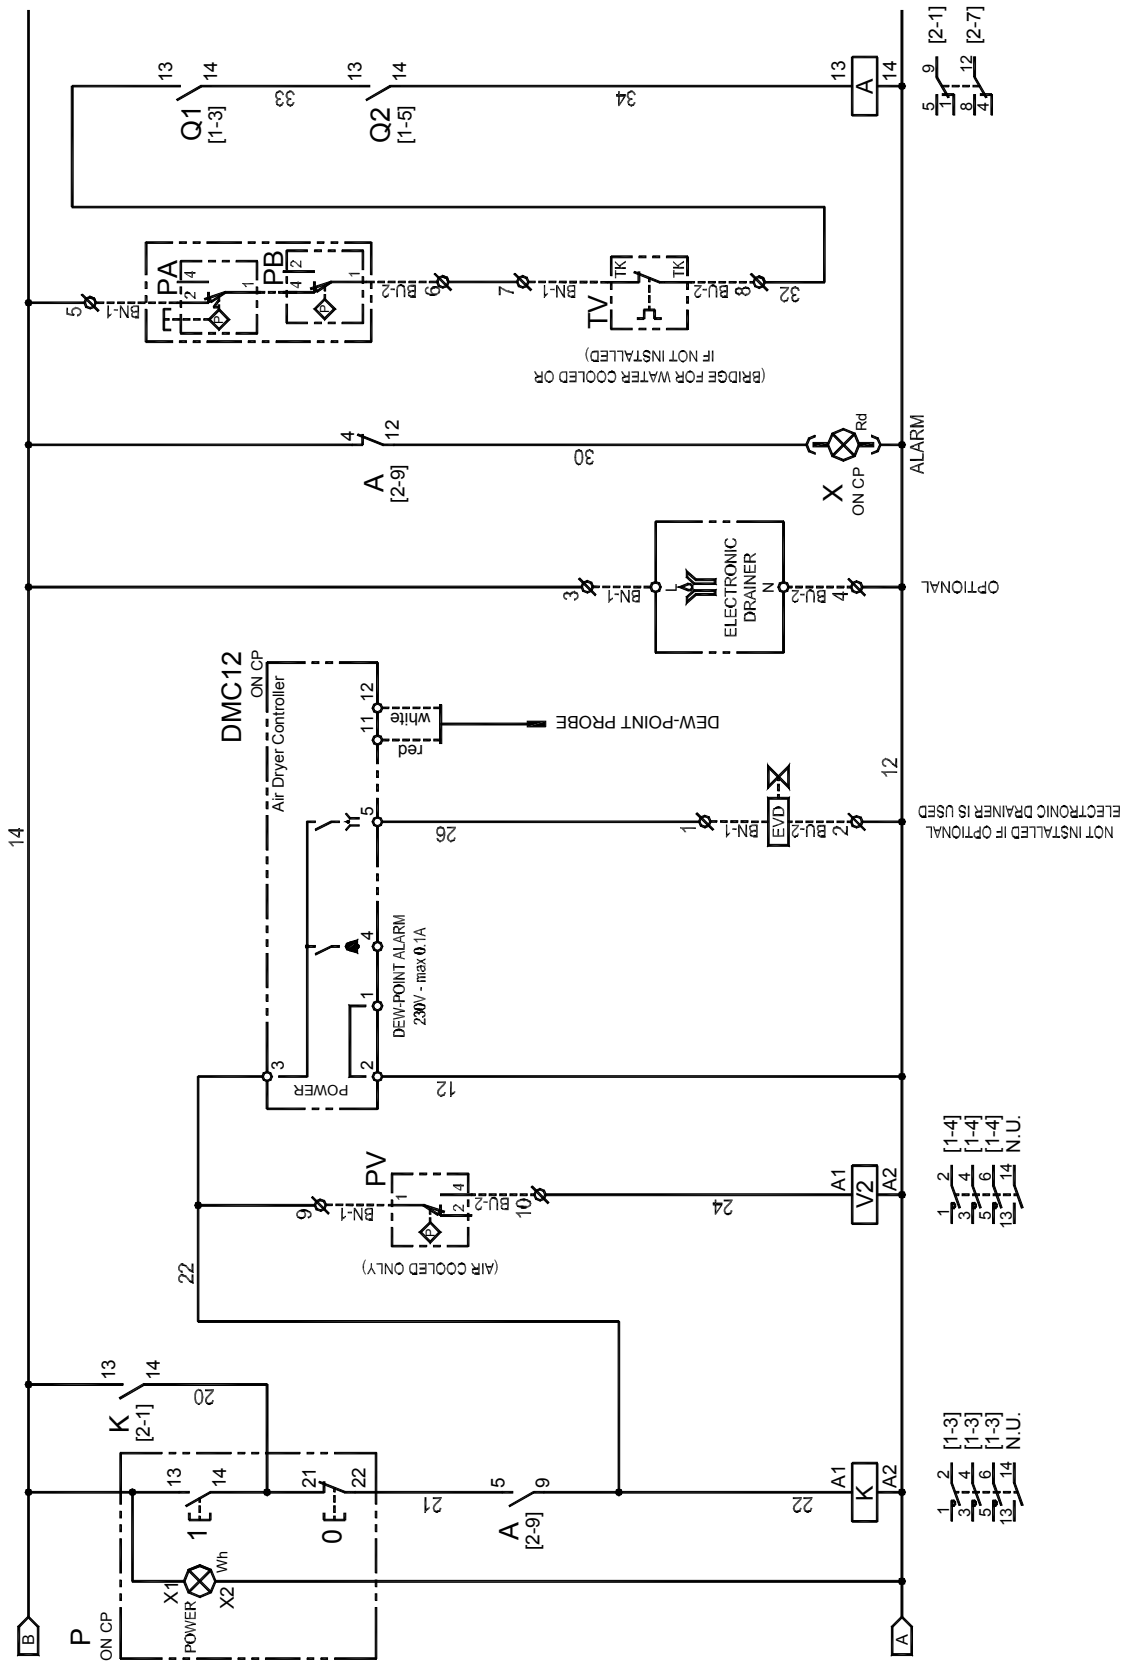 14
5
BN-1
PA
2
4
1
P
PB
4
2
1
P
BU-2
6
7
BN-1
TV
TK
TK
BU-2
8
32
(BRIDGE FOR WATER COOLED OR
IF NOT INSTALLED)
13
14
Q1
[1-3]
33
13
14
Q2
[1-5]
34
13
A
14
5
9
1
[2-1]
8
12
4
[2-7]
4
12
A
[2-9]
30
X
ON CP
Rd
ALARM
3
BN-1
L
ELECTRONIC
DRAINER
N
BU-2
4
OPTIONAL
DMC12
ON CP
Air Dryer Controller
11
12
red
white
DEW-POINT PROBE
5
26
1
BN-1
EVD
BU-2
2
12
NOT INSTALLED IF OPTIONAL
ELECTRONIC DRAINER IS USED
4
1
DEW-POINT ALARM
230V - max 0.1A
3
POWER
2
12
22
9
BN-1
PV
1
P
2
4
BU-2
10
(AIR COOLED ONLY)
24
A1
V2
A2
1
2
[1-4]
3
4
[1-4]
5
6
[1-4]
13
14
N.U.
K
[2-1]
13
14
20
P
ON CP
13
14
1
21
22
0
X1
X2
Wh
POWER
21
A
[2-9]
5
9
22
A1
K
A2
1
2
[1-3]
3
4
[1-3]
5
6
[1-3]
13
14
N.U.
B
A